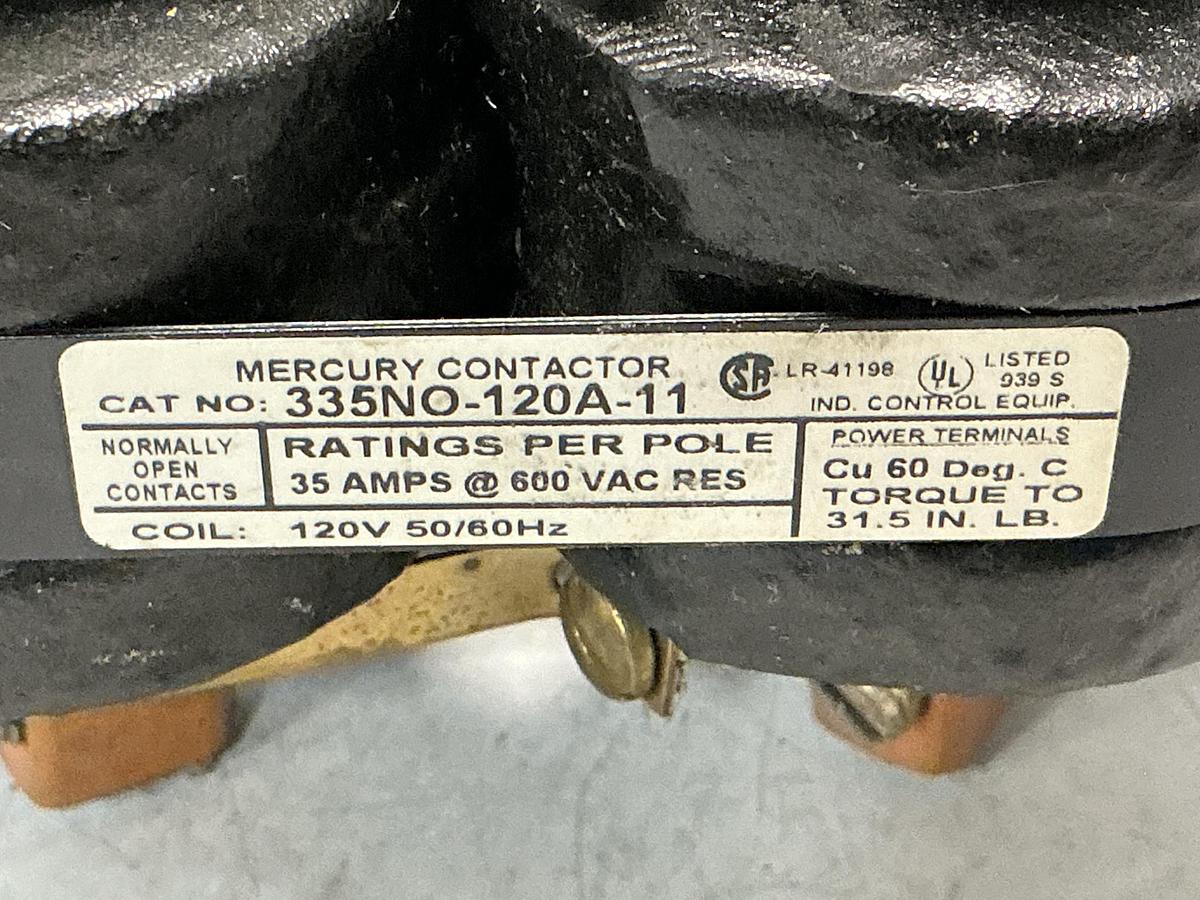 MERCURY CONTACTOR
CAT NO: 335NO-120A-11
SA LR-41198
UL LISTED
939 S
IND. CONTROL EQUIP.
NORMALLY
OPEN
CONTACTS
RATINGS PER POLE
35 AMPS @ 600 VAC RES
COIL: 120V 50/60Hz
POWER TERMINALS
Cu 60 Deg. C
TORQUE TO
31.5 IN. LB.